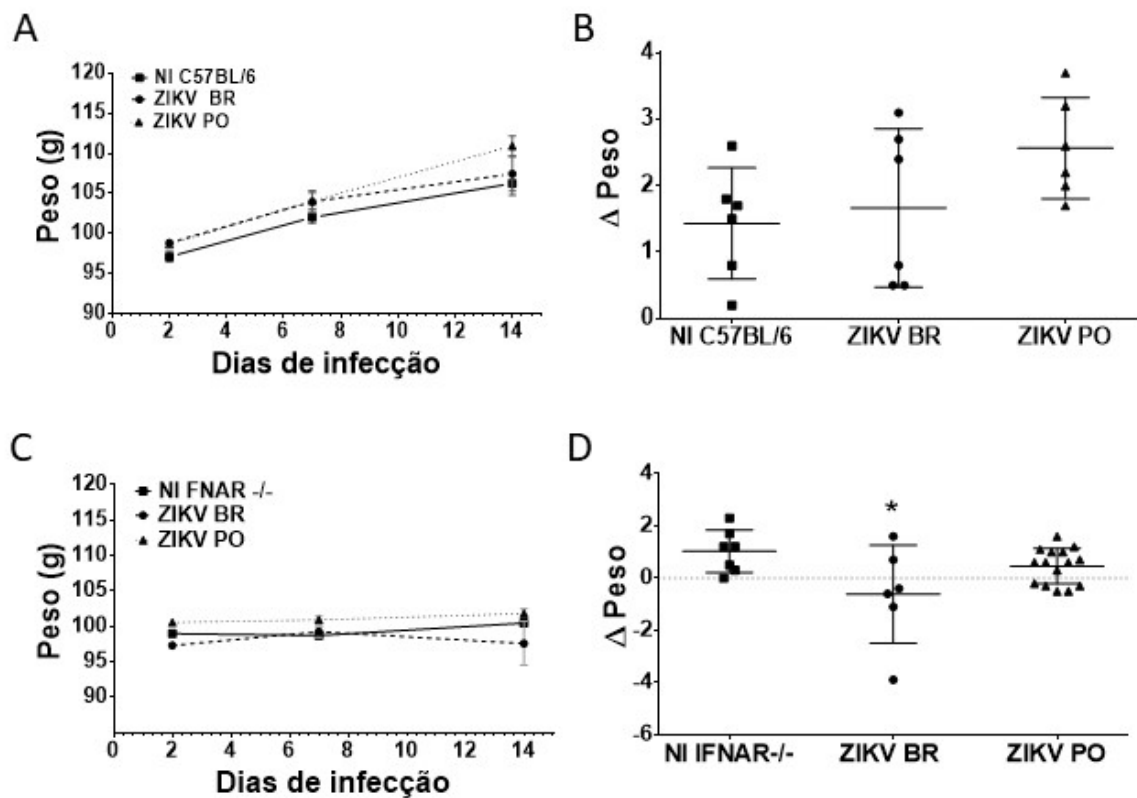 A
Peso (g)
120
115
110
105
100
95
90
NI C57BL/6
ZIKV BR
ZIKV PO
0 2 4 6 8 10 12 14
Dias de infecção
B
Δ Peso
4
3
2
1
0
NI C57BL/6 ZIKV BR ZIKV PO
C
Peso (g)
120
115
110
105
100
95
90
NI FNAR -/-
ZIKV BR
ZIKV PO
0 2 4 6 8 10 12 14
Dias de infecção
D
Δ Peso
4
2
0
-2
-4
-6
*
NI IFNAR-/- ZIKV BR ZIKV PO